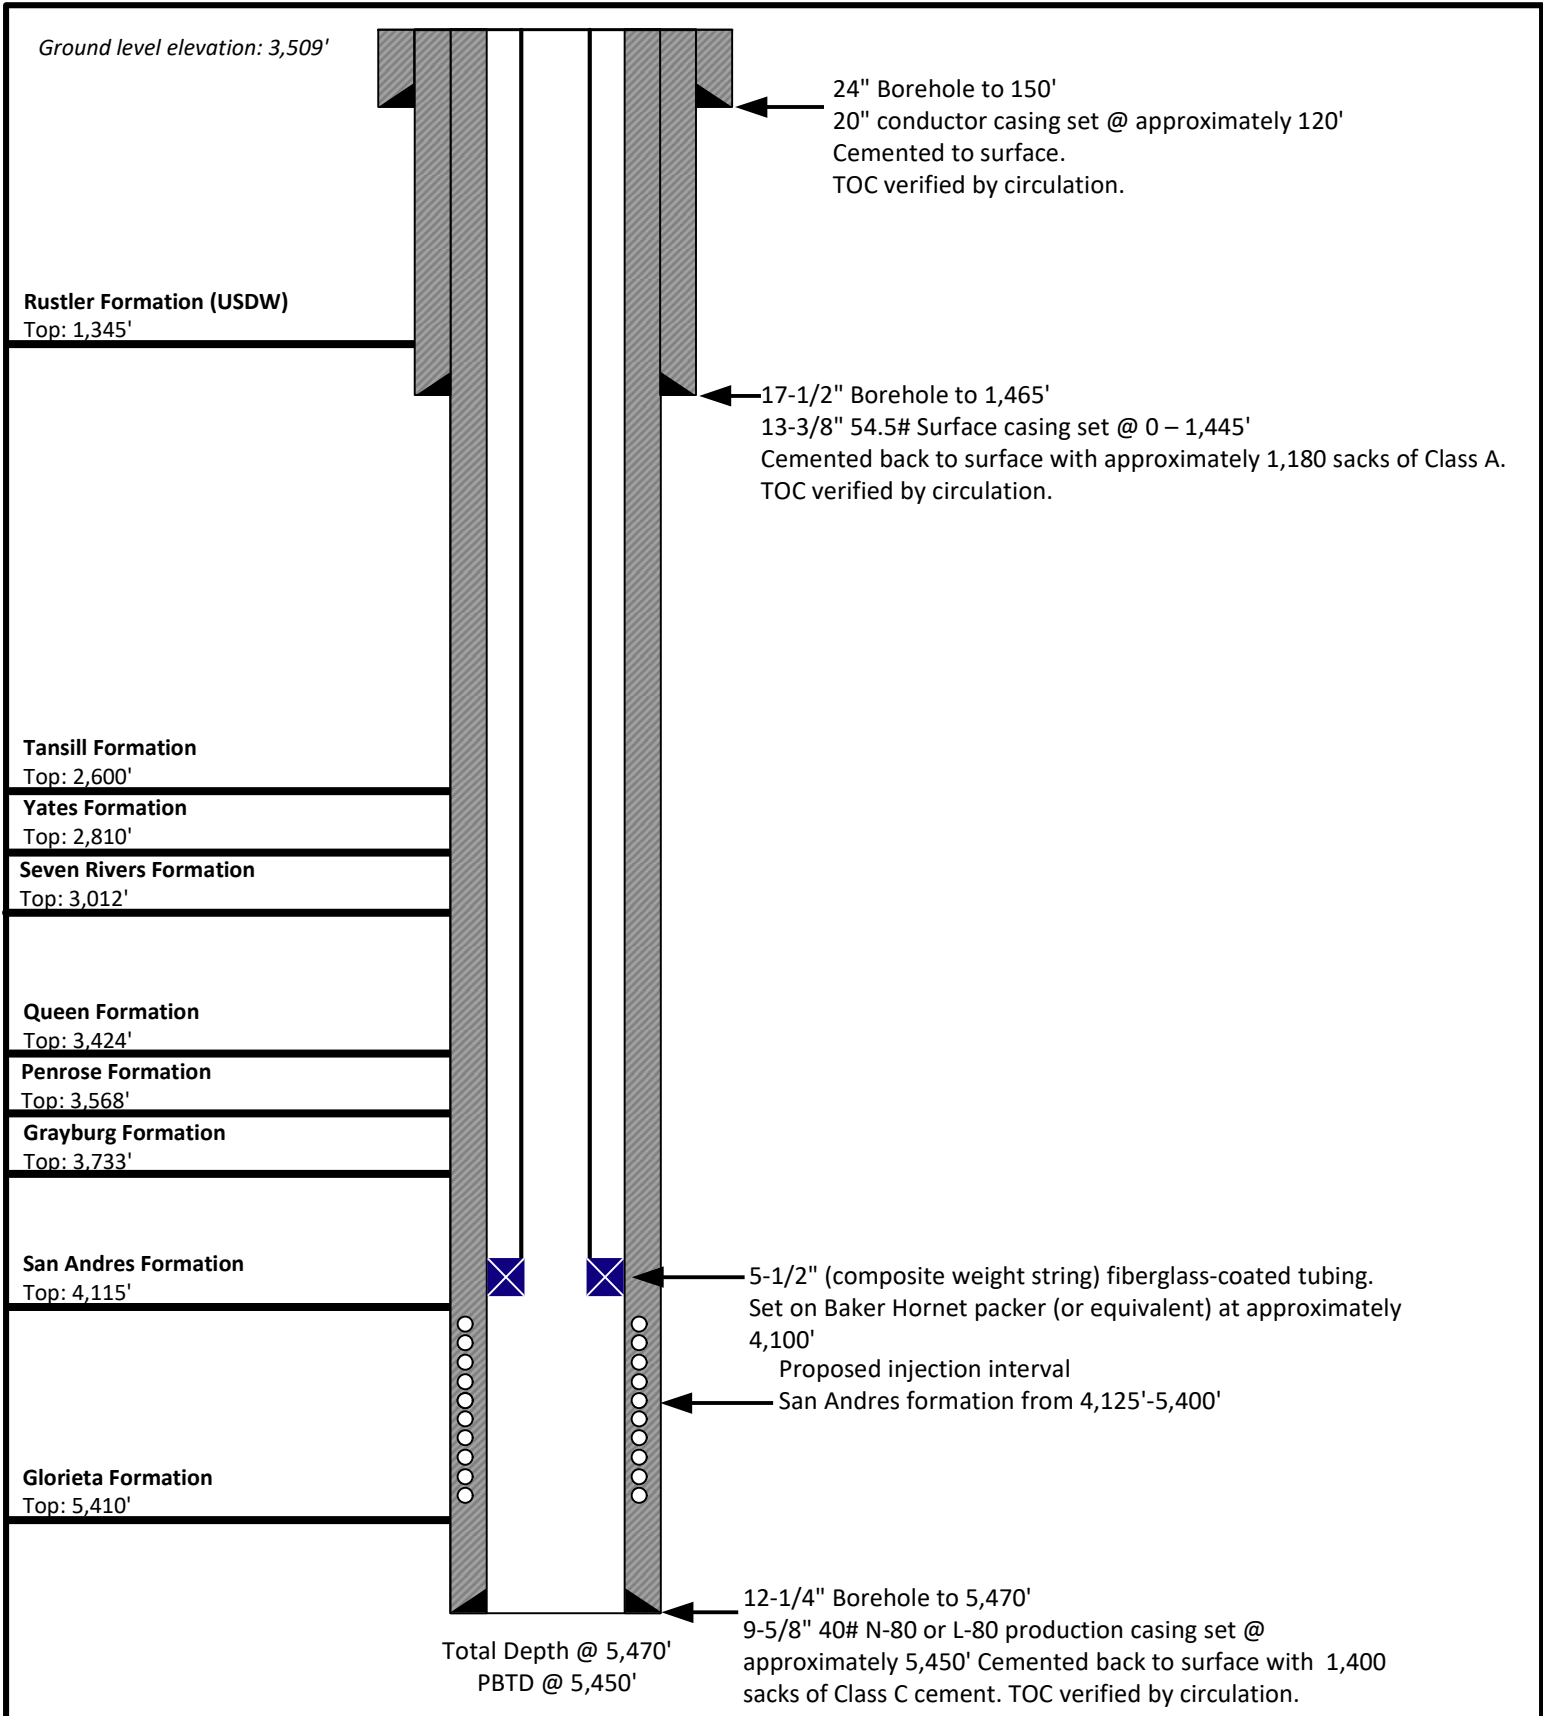 Ground level elevation: 3,509'
24" Borehole to 150'
20" conductor casing set @ approximately 120'
Cemented to surface.
TOC verified by circulation.
Rustler Formation (USDW)
Top: 1,345'
17-1/2" Borehole to 1,465'
13-3/8" 54.5# Surface casing set @ 0 – 1,445'
Cemented back to surface with approximately 1,180 sacks of Class A.
TOC verified by circulation.
Tansill Formation
Top: 2,600'
Yates Formation
Top: 2,810'
Seven Rivers Formation
Top: 3,012'
Queen Formation
Top: 3,424'
Penrose Formation
Top: 3,568'
Grayburg Formation
Top: 3,733'
San Andres Formation
Top: 4,115'
5-1/2" (composite weight string) fiberglass-coated tubing.
Set on Baker Hornet packer (or equivalent) at approximately
4,100'
Proposed injection interval
San Andres formation from 4,125'-5,400'
Glorieta Formation
Top: 5,410'
12-1/4" Borehole to 5,470'
9-5/8" 40# N-80 or L-80 production casing set @
approximately 5,450' Cemented back to surface with 1,400
sacks of Class C cement. TOC verified by circulation.
Total Depth @ 5,470'
PBTD @ 5,450'